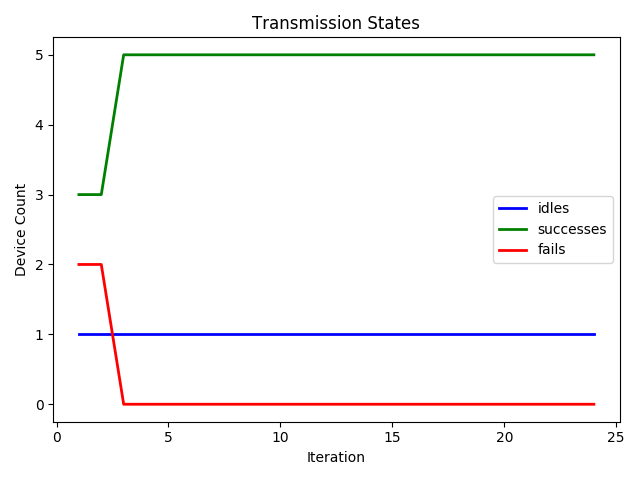 Transmission States
Device Count
5
4
3
2
1
0
idles
successes
fails
0 5 10 15 20 25
Iteration